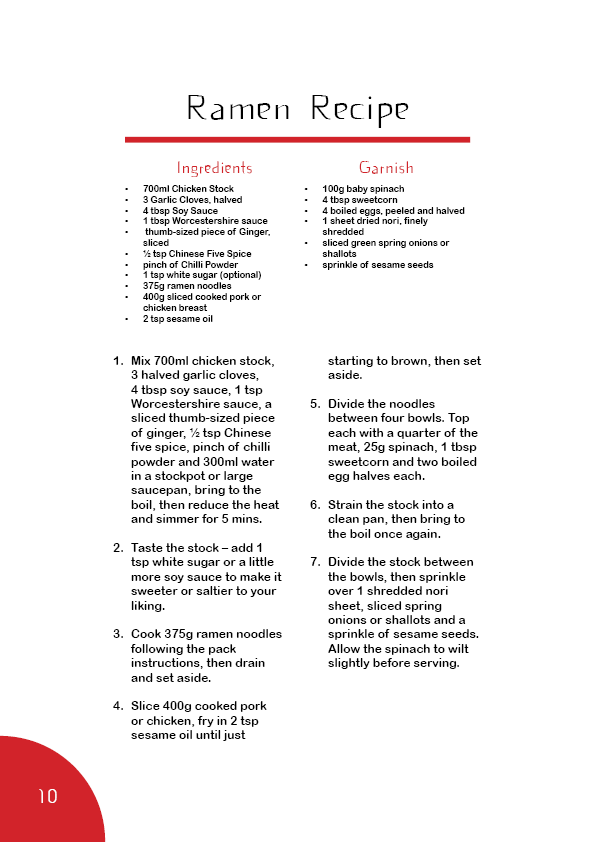 Ramen Recipe
Ingredients
• 700ml Chicken Stock
• 3 Garlic Cloves, halved
• 4 tbsp Soy Sauce
• 1 tbsp Worcestershire sauce
• thumb-sized piece of Ginger,
sliced
• ½ tsp Chinese Five Spice
• pinch of Chilli Powder
• 1 tsp white sugar (optional)
• 375g ramen noodles
• 400g sliced cooked pork or
chicken breast
• 2 tsp sesame oil
Garnish
• 100g baby spinach
• 4 tbsp sweetcorn
• 4 boiled eggs, peeled and halved
• 1 sheet dried nori, finely
shredded
• sliced green spring onions or
shallots
• sprinkle of sesame seeds
1. Mix 700ml chicken stock,
3 halved garlic cloves,
4 tbsp soy sauce, 1 tsp
Worcestershire sauce, a
sliced thumb-sized piece
of ginger, ½ tsp Chinese
five spice, pinch of chilli
powder and 300ml water
in a stockpot or large
saucepan, bring to the
boil, then reduce the heat
and simmer for 5 mins.
2. Taste the stock – add 1
tsp white sugar or a little
more soy sauce to make it
sweeter or saltier to your
liking.
3. Cook 375g ramen noodles
following the pack
instructions, then drain
and set aside.
4. Slice 400g cooked pork
or chicken, fry in 2 tsp
sesame oil until just
starting to brown, then set
aside.
5. Divide the noodles
between four bowls. Top
each with a quarter of the
meat, 25g spinach, 1 tbsp
sweetcorn and two boiled
egg halves each.
6. Strain the stock into a
clean pan, then bring to
the boil once again.
7. Divide the stock between
the bowls, then sprinkle
over 1 shredded nori
sheet, sliced spring
onions or shallots and a
sprinkle of sesame seeds.
Allow the spinach to wilt
slightly before serving.
10